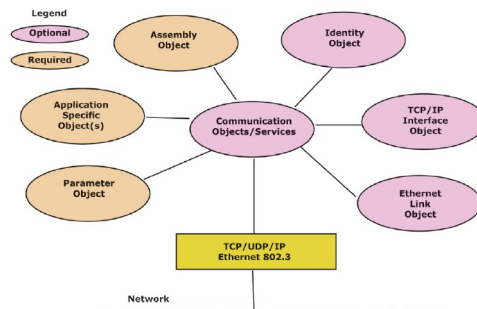 Legend
Optional
Required
Assembly
Object
Identity
Object
Application
Specific
Object(s)
Communication
Objects/Services
TCP/IP
Interface
Object
Parameter
Object
Ethernet
Link
Object
TCP/UDP/IP
Ethernet 802.3
Network